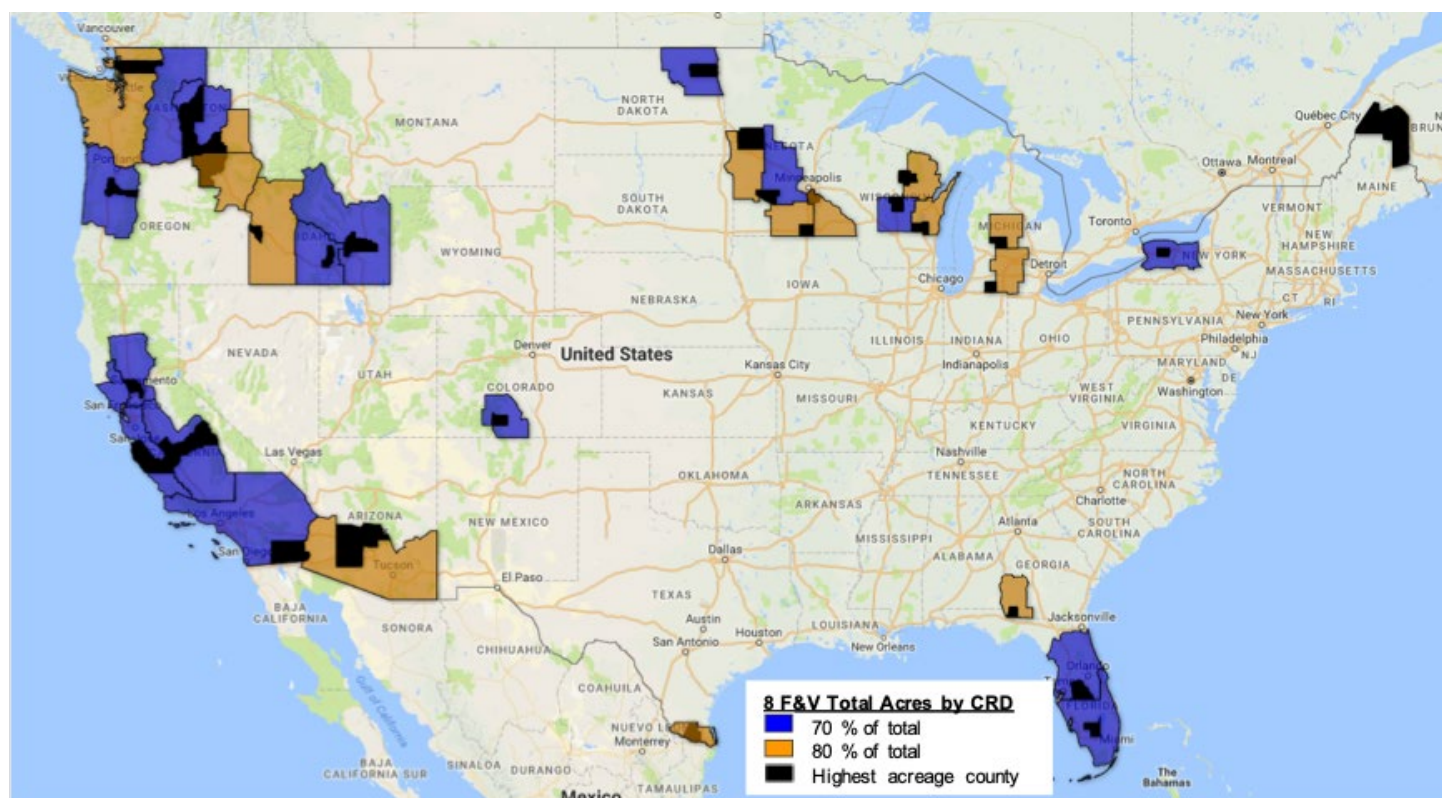 Vancouver
Seattle
Portland
NORTH
DAKOTA
MONTANA
Québec City
Ottawa
Montreal
MAINE
Minneapolis
SOUTH
DAKOTA
OREGON
IDAHO
WYOMING
MICHIGAN
Toronto
VERMONT
NEW
HAMPSHIRE
NEW YORK
MASSACHUSETTS
CT
RI
Detroit
Chicago
IOWA
NEBRASKA
PENNSYLVANIA
New York
Philadelphia
NJ
OHIO
ILLINOIS
INDIANA
Indianapolis
MARYLAND
DE
Washington
NEVADA
UTAH
Denver
United States
COLORADO
Kansas City
KANSAS
MISSOURI
WEST
VIRGINIA
VIRGINIA
KENTUCKY
Las Vegas
Nashville
TENNESSEE
NORTH
CAROLINA
Charlotte
OKLAHOMA
ARKANSAS
Los Angeles
ARIZONA
NEW MEXICO
San Diego
Tucson
Atlanta
SOUTH
CAROLINA
MISSISSIPPI
ALABAMA
GEORGIA
Dallas
El Paso
TEXAS
BAJA
CALIFORNIA
SONORA
Austin
San Antonio
Houston
LOUISIANA
New Orleans
Jacksonville
CHIHUAHUA
COAHUILA
Orlando
FLORIDA
Miami
Gulf of California
NUEVO
Monterrey
BAJA
CALIFORNIA SUR
SINALOA
DURANGO
TAMAULIPAS
Mexico
The
Bahamas
8 F&V Total Acres by CRD
70 % of total
80 % of total
Highest acreage county